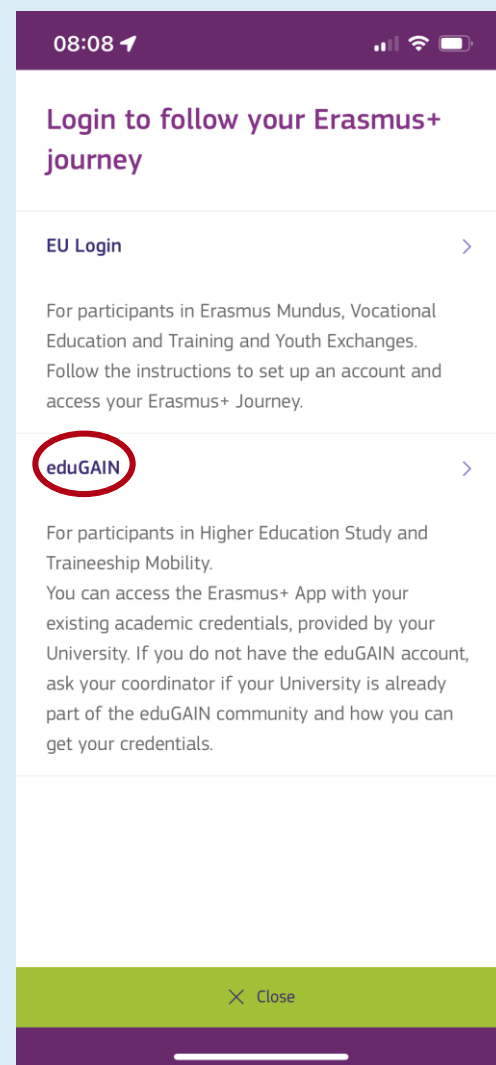 08:08
Login to follow your Erasmus+
journey
EU Login
For participants in Erasmus Mundus, Vocational
Education and Training and Youth Exchanges.
Follow the instructions to set up an account and
access your Erasmus+ Journey.
eduGAIN
For participants in Higher Education Study and
Traineeship Mobility.
You can access the Erasmus+ App with your
existing academic credentials, provided by your
University. If you do not have the eduGAIN account,
ask your coordinator if your University is already
part of the eduGAIN community and how you can
get your credentials.
Close